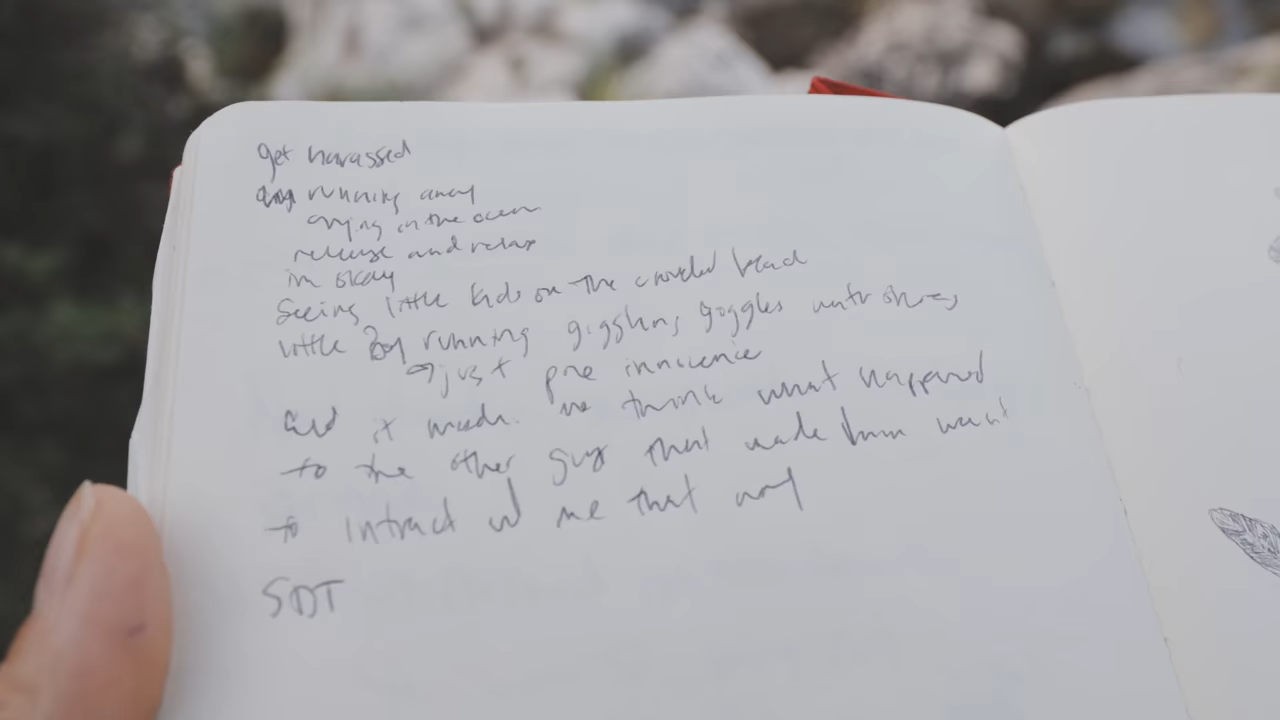 get harassed
running away
crying in the ocean
release and relax
im okay
Seeing little kids on the crowded beach
little Boy running giggling goggles
→ just pure innocence
and it made me think what happened
to the other guy that made him want
to intract w/ me that way
SDT